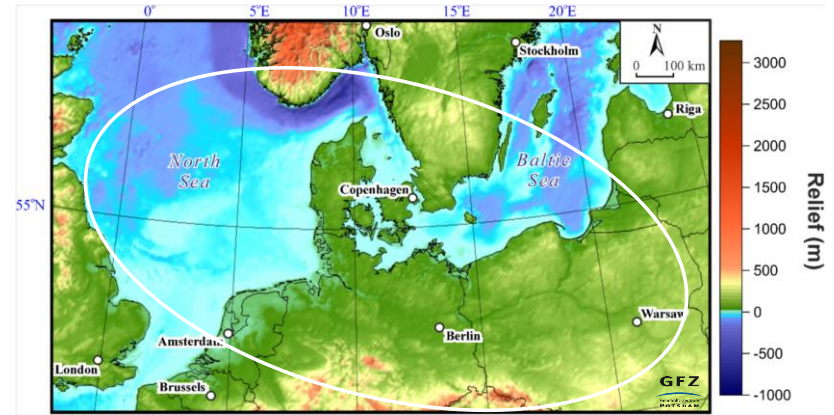 0°
5°E
10°E
15°E
20°E
Oslo
Stockholm
N
0 100 km
Riga
North
Sea
Baltic
Sea
Copenhagen
55°N
Amsterdam
Berlin
Warsaw
London
Brussels
GFZ
POTSDAM
3000
2500
2000
1500
1000
500
0
-500
-1000
Relief (m)